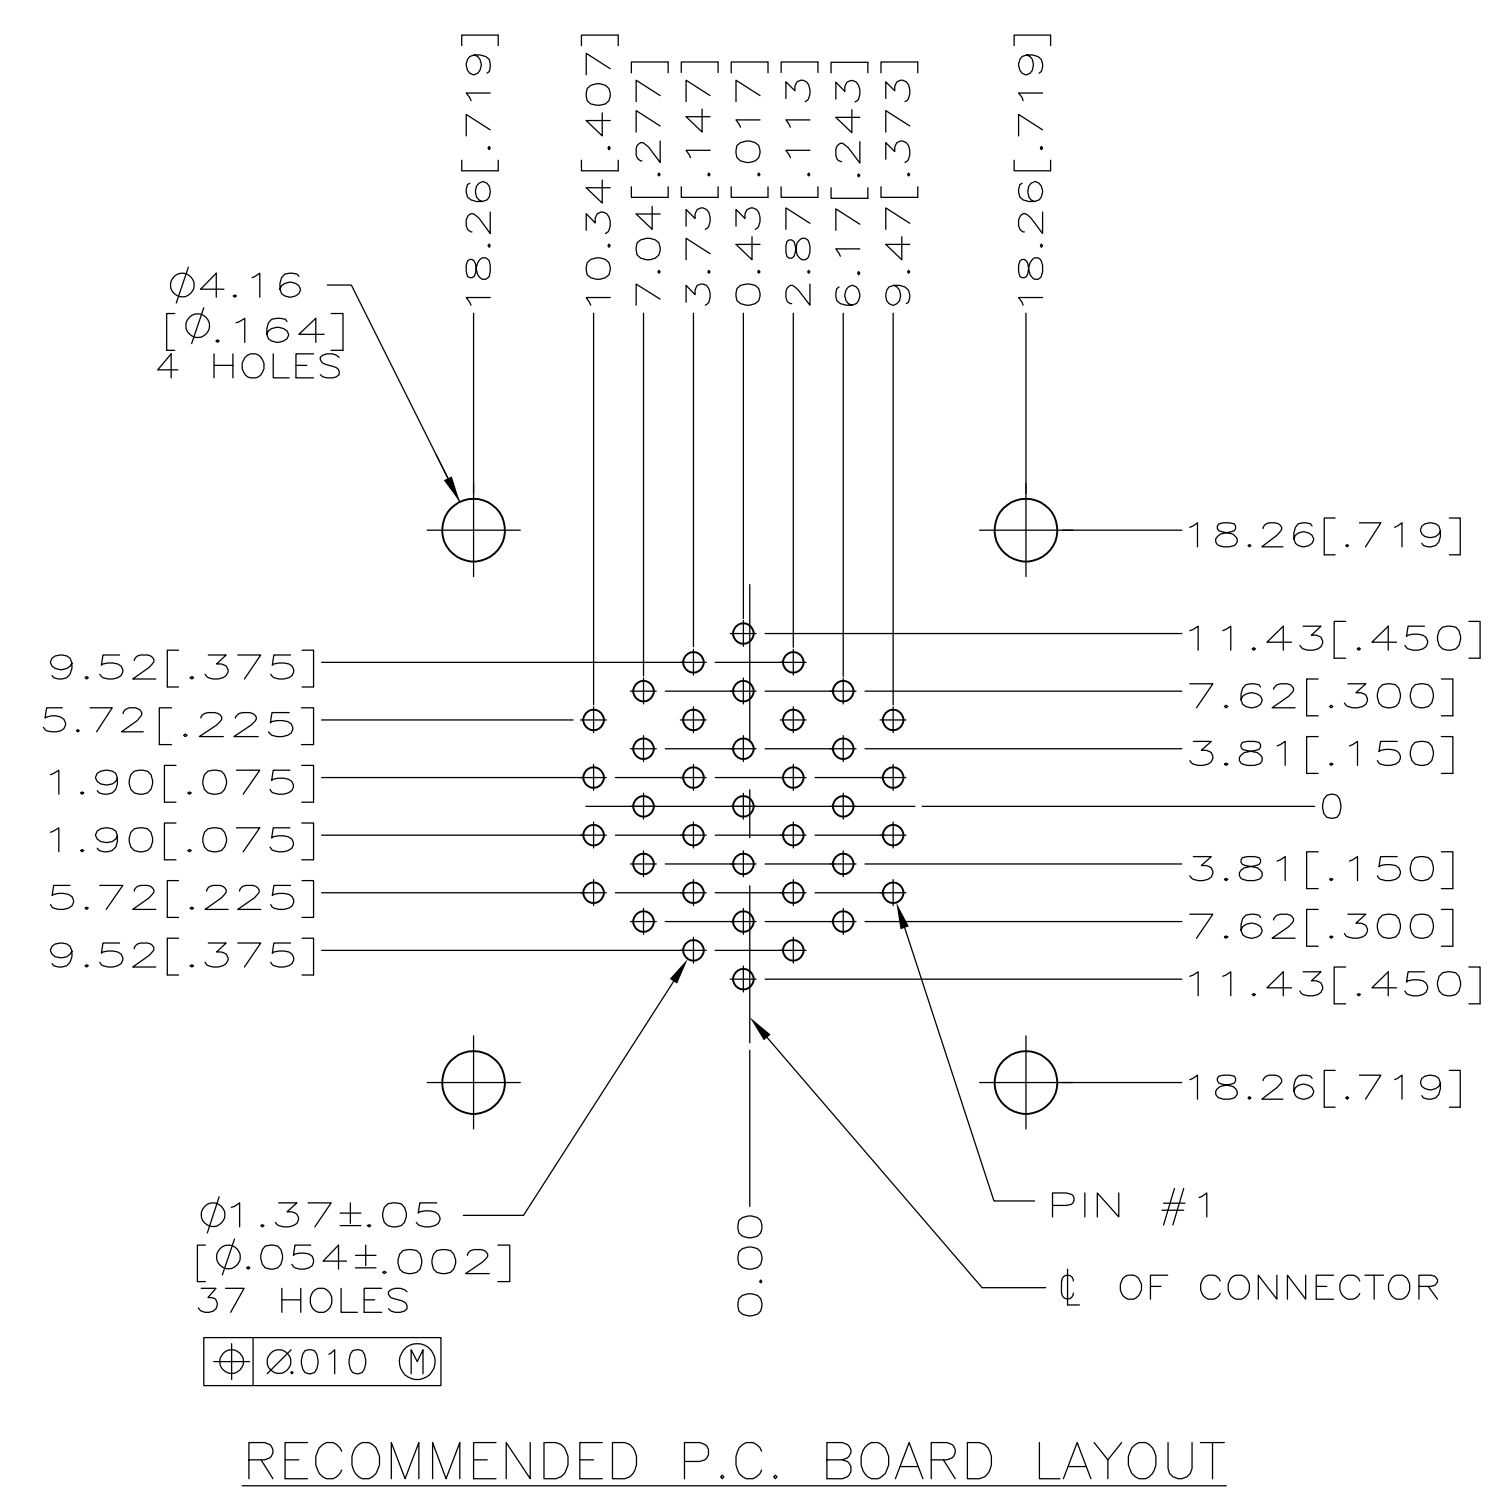 18.26[.719]
10.34[.407]
7.04[.277]
3.73[.147]
0.43[.017]
2.87[.113]
6.17[.243]
9.47[.373]
18.26[.719]
Ø4.16
[Ø.164]
4 HOLES
18.26[.719]
11.43[.450]
9.52[.375]
7.62[.300]
5.72[.225]
3.81[.150]
1.90[.075]
0
1.90[.075]
3.81[.150]
5.72[.225]
7.62[.300]
9.52[.375]
11.43[.450]
18.26[.719]
Ø1.37±.05
[Ø.054±.002]
37 HOLES
⌖ Ø.010 Ⓜ
0.00
PIN #1
℄ OF CONNECTOR
RECOMMENDED P.C. BOARD LAYOUT